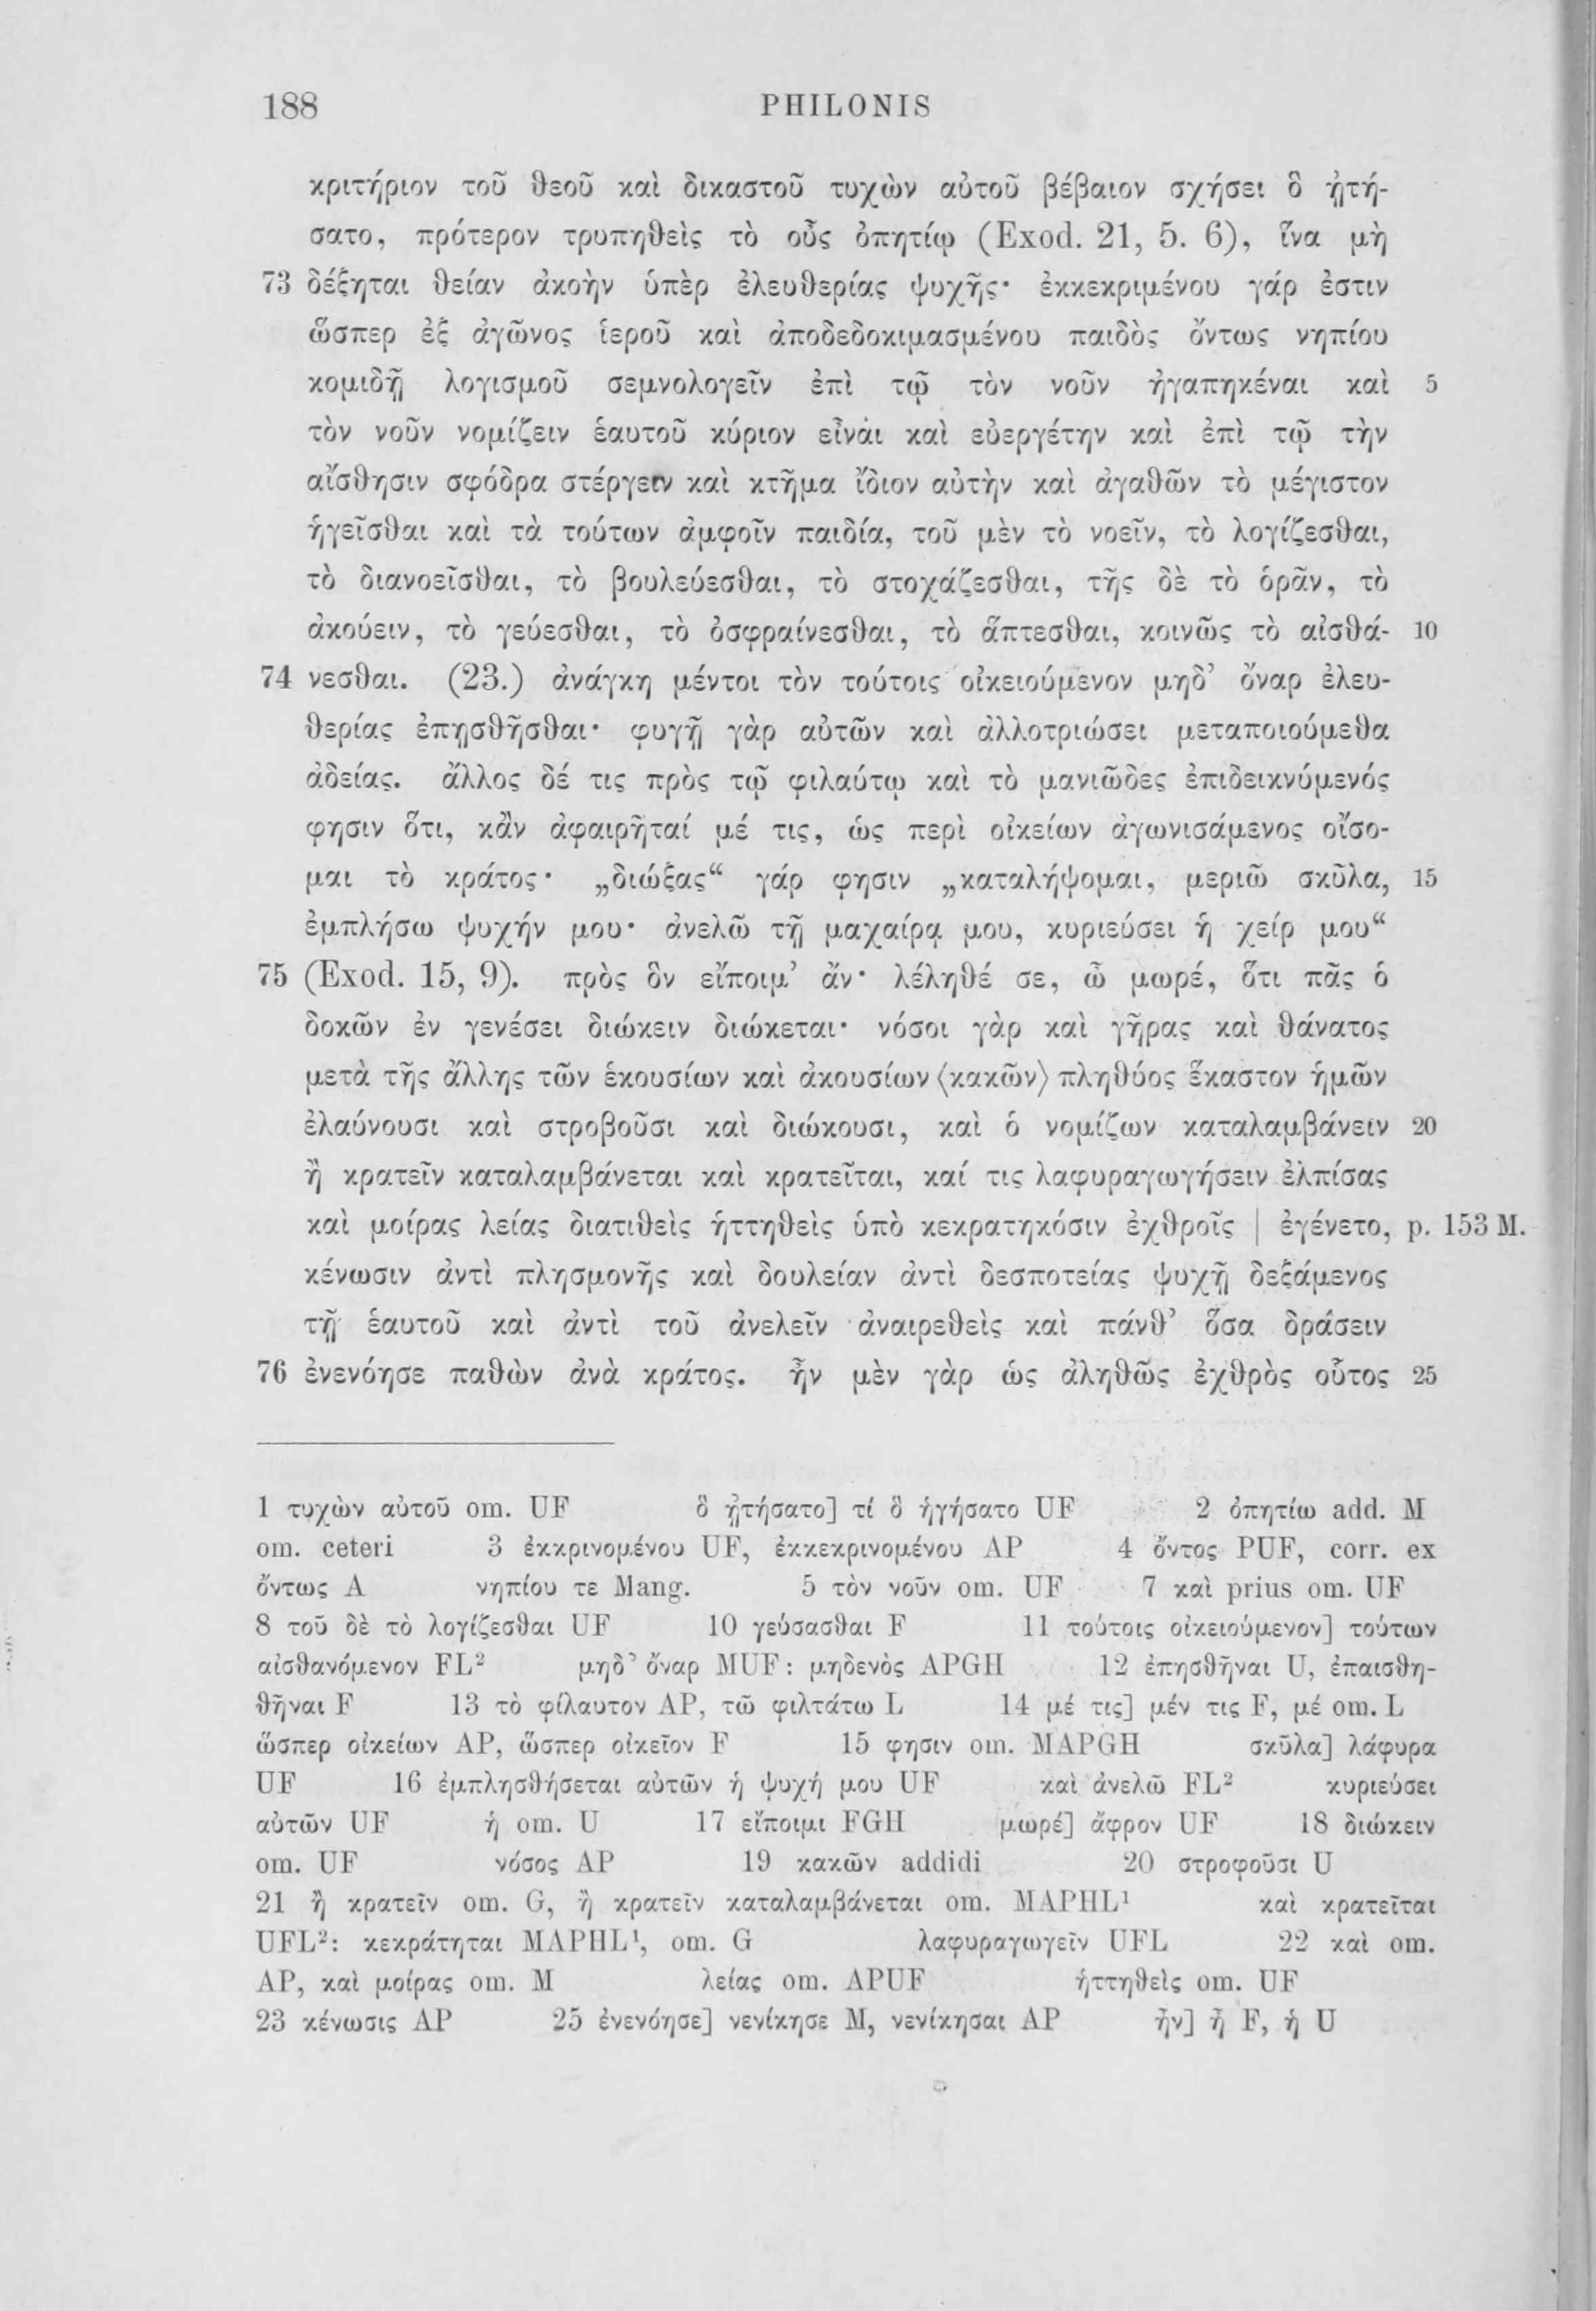 188 PHILONIS
κριτήριον τοῦ θεοῦ καὶ δικαστοῦ τυχὼν αὐτοῦ βέβαιον σχήσει ὃ ᾐτή-
σατο, πρότερον τρυπηθεὶς τὸ οὖς ὀπητίῳ (Exod. 21, 5. 6), ἵνα μὴ
73 δέξηται θείαν ἀκοὴν ὑπὲρ ἐλευθερίας ψυχῆς· ἐκκεκριμένου γάρ ἐστιν
ὥσπερ ἐξ ἀγῶνος ἱεροῦ καὶ ἀποδεδοκιμασμένου παιδὸς ὄντως νηπίου
κομιδῇ λογισμοῦ σεμνολογεῖν ἐπὶ τῷ τὸν νοῦν ἠγαπηκέναι καὶ 5
τὸν νοῦν νομίζειν ἑαυτοῦ κύριον εἶναι καὶ εὐεργέτην καὶ ἐπὶ τῷ τὴν
αἴσθησιν σφόδρα στέργειν καὶ κτῆμα ἴδιον αὐτὴν καὶ ἀγαθῶν τὸ μέγιστον
ἡγεῖσθαι καὶ τὰ τούτων ἀμφοῖν παιδία, τοῦ μὲν τὸ νοεῖν, τὸ λογίζεσθαι,
τὸ διανοεῖσθαι, τὸ βουλεύεσθαι, τὸ στοχάζεσθαι, τῆς δὲ τὸ ὁρᾶν, τὸ
ἀκούειν, τὸ γεύεσθαι, τὸ ὀσφραίνεσθαι, τὸ ἅπτεσθαι, κοινῶς τὸ αἰσθά- 10
74 νεσθαι. (23.) ἀνάγκη μέντοι τὸν τούτοις οἰκειούμενον μηδ’ ὄναρ ἐλευ-
θερίας ἐπῃσθῆσθαι· φυγῇ γὰρ αὐτῶν καὶ ἀλλοτριώσει μεταποιούμεθα
ἀδείας. ἄλλος δέ τις πρὸς τῷ φιλαύτῳ καὶ τὸ μανιῶδες ἐπιδεικνύμενός
φησιν ὅτι, κἂν ἀφαιρῆταί μέ τις, ὡς περὶ οἰκείων ἀγωνισάμενος οἴσο-
μαι τὸ κράτος· „διώξας“ γάρ φησιν „καταλήψομαι, μεριῶ σκῦλα, 15
ἐμπλήσω ψυχήν μου· ἀνελῶ τῇ μαχαίρᾳ μου, κυριεύσει ἡ χείρ μου“
75 (Exod. 15, 9). πρὸς ὃν εἴποιμ’ ἄν· λέληθέ σε, ὦ μωρέ, ὅτι πᾶς ὁ
δοκῶν ἐν γενέσει διώκειν διώκεται· νόσοι γὰρ καὶ γῆρας καὶ θάνατος
μετὰ τῆς ἄλλης τῶν ἑκουσίων καὶ ἀκουσίων ⟨κακῶν⟩ πληθύος ἕκαστον ἡμῶν
ἐλαύνουσι καὶ στροβοῦσι καὶ διώκουσι, καὶ ὁ νομίζων καταλαμβάνειν 20
ἢ κρατεῖν καταλαμβάνεται καὶ κρατεῖται, καί τις λαφυραγωγήσειν ἐλπίσας
καὶ μοίρας λείας διατιθεὶς ἡττηθεὶς ὑπὸ κεκρατηκόσιν ἐχθροῖς | ἐγένετο, p. 153 M.
κένωσιν ἀντὶ πλησμονῆς καὶ δουλείαν ἀντὶ δεσποτείας ψυχῇ δεξάμενος
τῇ ἑαυτοῦ καὶ ἀντὶ τοῦ ἀνελεῖν ἀναιρεθεὶς καὶ πάνθ’ ὅσα δράσειν
76 ἐνενόησε παθὼν ἀνὰ κράτος. ἦν μὲν γὰρ ὡς ἀληθῶς ἐχθρὸς οὗτος 25
1 τυχὼν αὐτοῦ om. UF ὃ ᾐτήσατο] τί ὃ ἡγήσατο UF 2 ὀπητίω add. M
om. ceteri 3 ἐκκρινομένου UF, ἐκκεκρινομένου AP 4 ὄντος PUF, corr. ex
ὄντως A νηπίου τε Mang. 5 τὸν νοῦν om. UF 7 καὶ prius om. UF
8 τοῦ δὲ τὸ λογίζεσθαι UF 10 γεύσασθαι F 11 τούτοις οἰκειούμενον] τούτων
αἰσθανόμενον FL² μηδ’ ὄναρ MUF: μηδενὸς APGH 12 ἐπησθῆναι U, ἐπαισθη-
θῆναι F 13 τὸ φίλαυτον AP, τῶ φιλτάτω L 14 μέ τις] μέν τις F, μέ om. L
ὥσπερ οἰκείων AP, ὥσπερ οἰκεῖον F 15 φησιν om. MAPGH σκῦλα] λάφυρα
UF 16 ἐμπλησθήσεται αὐτῶν ἡ ψυχή μου UF καὶ ἀνελῶ FL² κυριεύσει
αὐτῶν UF ἡ om. U 17 εἴποιμι FGH μωρέ] ἄφρον UF 18 διώκειν
om. UF νόσος AP 19 κακῶν addidi 20 στροφοῦσι U
21 ἢ κρατεῖν om. G, ἢ κρατεῖν καταλαμβάνεται om. MAPHL¹ καὶ κρατεῖται
UFL²: κεκράτηται MAPHL¹, om. G λαφυραγωγεῖν UFL 22 καὶ om.
AP, καὶ μοίρας om. M λείας om. APUF ἡττηθεὶς om. UF
23 κένωσις AP 25 ἐνενόησε] νενίκησε M, νενίκησαι AP ἦν] ἦ F, ἡ U